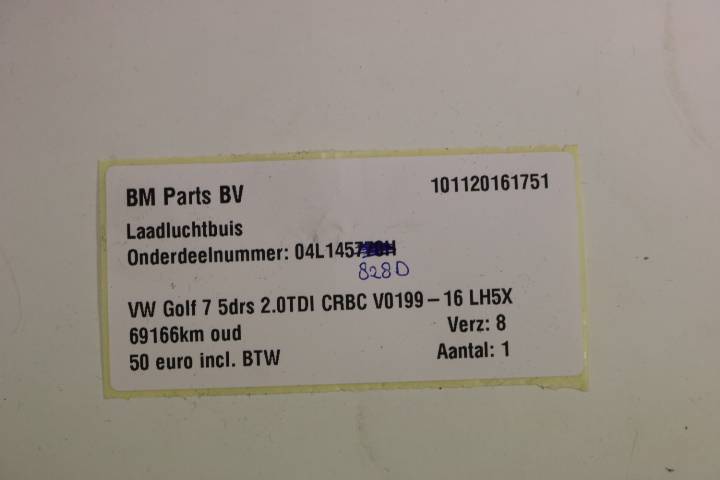 BM Parts BV 101120161751
Laadluchtbuis
Onderdeelnummer: 04L145
828D
VW Golf 7 5drs 2.0TDI CRBC V0199-16 LH5X
69166km oud Verz: 8
50 euro incl. BTW Aantal: 1